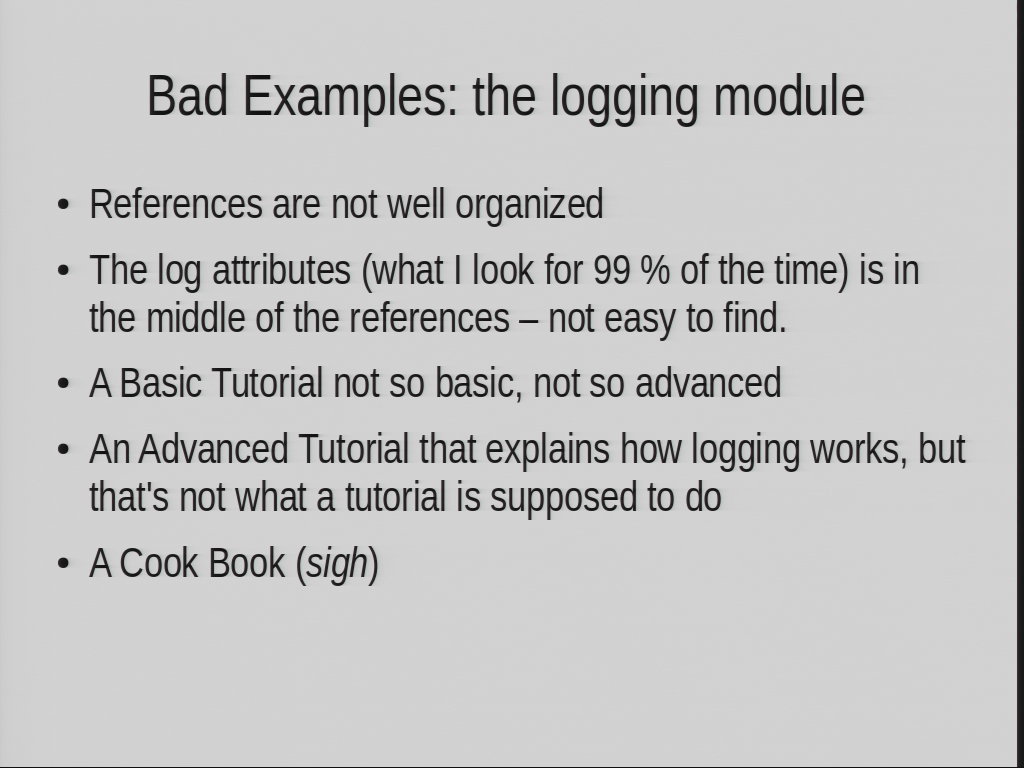 Bad Examples: the logging module
• References are not well organized
• The log attributes (what I look for 99 % of the time) is in
the middle of the references – not easy to find.
• A Basic Tutorial not so basic, not so advanced
• An Advanced Tutorial that explains how logging works, but
that's not what a tutorial is supposed to do
• A Cook Book (sigh)